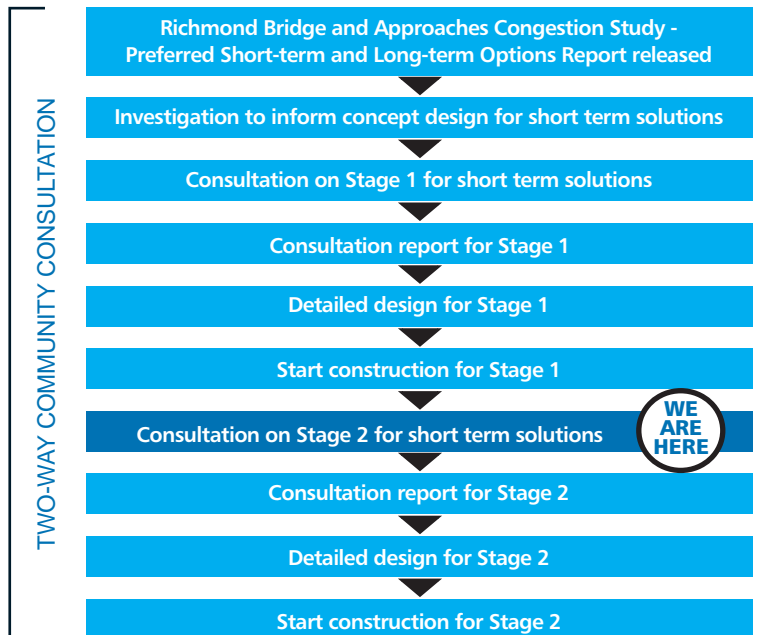 TWO-WAY COMMUNITY CONSULTATION
Richmond Bridge and Approaches Congestion Study -
Preferred Short-term and Long-term Options Report released
Investigation to inform concept design for short term solutions
Consultation on Stage 1 for short term solutions
Consultation report for Stage 1
Detailed design for Stage 1
Start construction for Stage 1
Consultation on Stage 2 for short term solutions
WE
ARE
HERE
Consultation report for Stage 2
Detailed design for Stage 2
Start construction for Stage 2